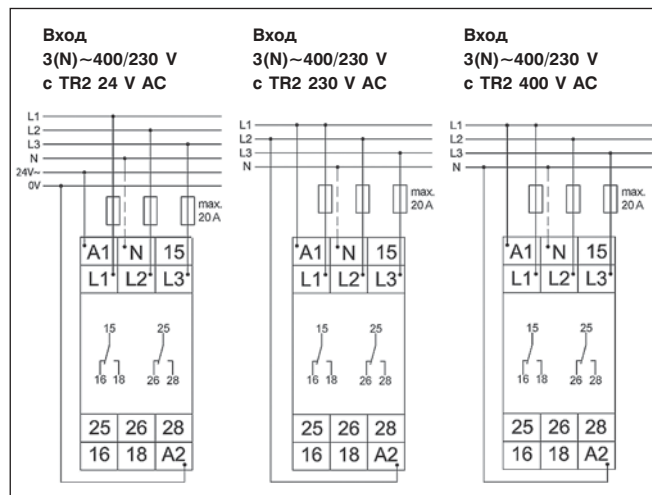 Вход
3(N)~400/230 V
с TR2 24 V AC
L1
L2
L3
N
24V~
0V
max.
20 A
A1 N 15
L1 L2 L3
15 25
16 18 26 28
25 26 28
16 18 A2
Вход
3(N)~400/230 V
с TR2 230 V AC
L1
L2
L3
N
max.
20 A
A1 N 15
L1 L2 L3
15 25
16 18 26 28
25 26 28
16 18 A2
Вход
3(N)~400/230 V
с TR2 400 V AC
L1
L2
L3
N
max.
20 A
A1 N 15
L1 L2 L3
15 25
16 18 26 28
25 26 28
16 18 A2